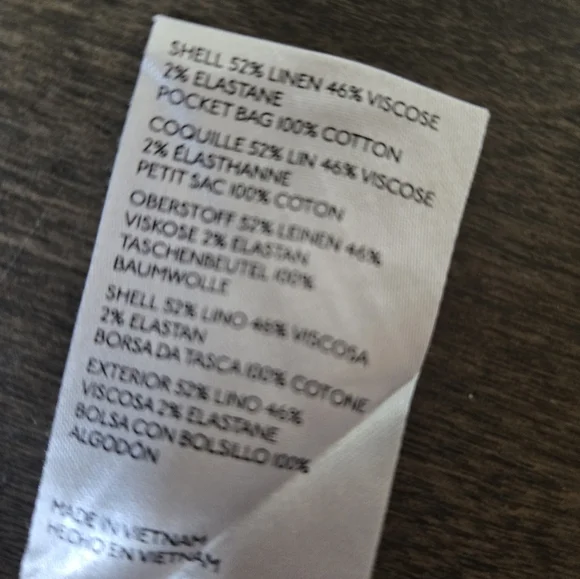 SHELL 52% LINEN 46% VISCOSE
2% ELASTANE
POCKET BAG 100% COTTON
COQUILLE 52% LIN 46% VISCOSE
2% ÉLASTHANNE
PETIT SAC 100% COTON
OBERSTOFF 52% LEINEN 46%
VISKOSE 2% ELASTAN
TASCHENBEUTEL 100%
BAUMWOLLE
SHELL 52% LINO 46% VISCOSA
2% ELASTAN
BORSA DA TASCA 100% COTONE
EXTERIOR 52% LINO 46%
VISCOSA 2% ELASTANE
BOLSA CON BOLSILLO 100%
ALGODÓN
MADE IN VIETNAM
HECHO EN VIETNAM